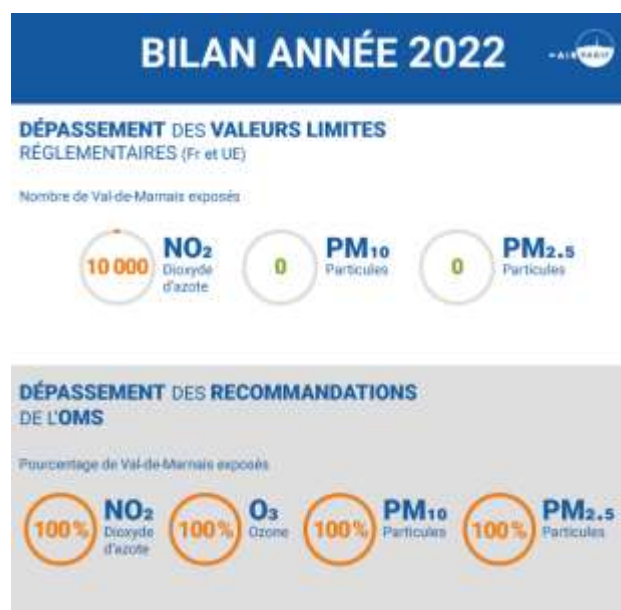 BILAN ANNÉE 2022
AIRPARIF
DÉPASSEMENT DES VALEURS LIMITES
RÉGLEMENTAIRES (Fr et UE)
Nombre de Val-de-Marnais exposés
10 000
NO₂
Dioxyde
d'azote
0
PM₁₀
Particules
0
PM₂.₅
Particules
DÉPASSEMENT DES RECOMMANDATIONS
DE L'OMS
Pourcentage de Val-de-Marnais exposés
100%
NO₂
Dioxyde
d'azote
100%
O₃
Ozone
100%
PM₁₀
Particules
100%
PM₂.₅
Particules